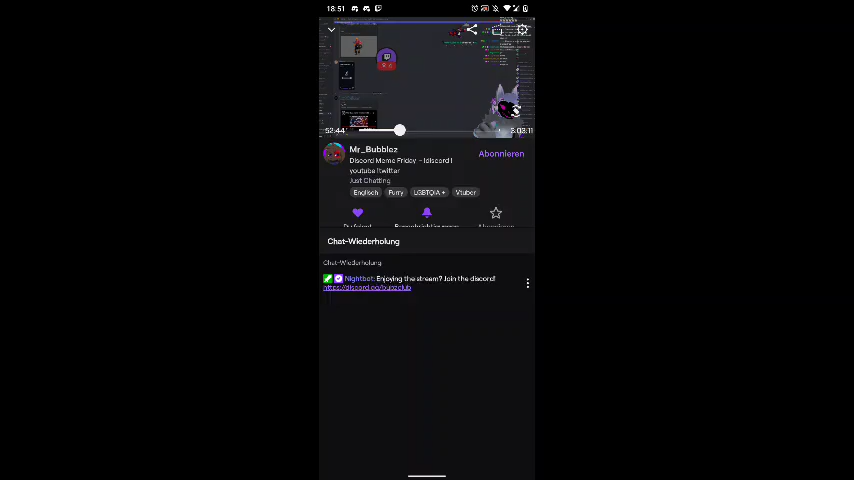 18:51
52:44
3:03:11
Mr_Bubblez
Abonnieren
Discord Meme Friday - !discord !
youtube !twitter
Just Chatting
Englisch Furry LGBTQIA+ Vtuber
Chat-Wiederholung
Chat-Wiederholung
Nightbot: Enjoying the stream? Join the discord!
https://discord.gg/bubzclub